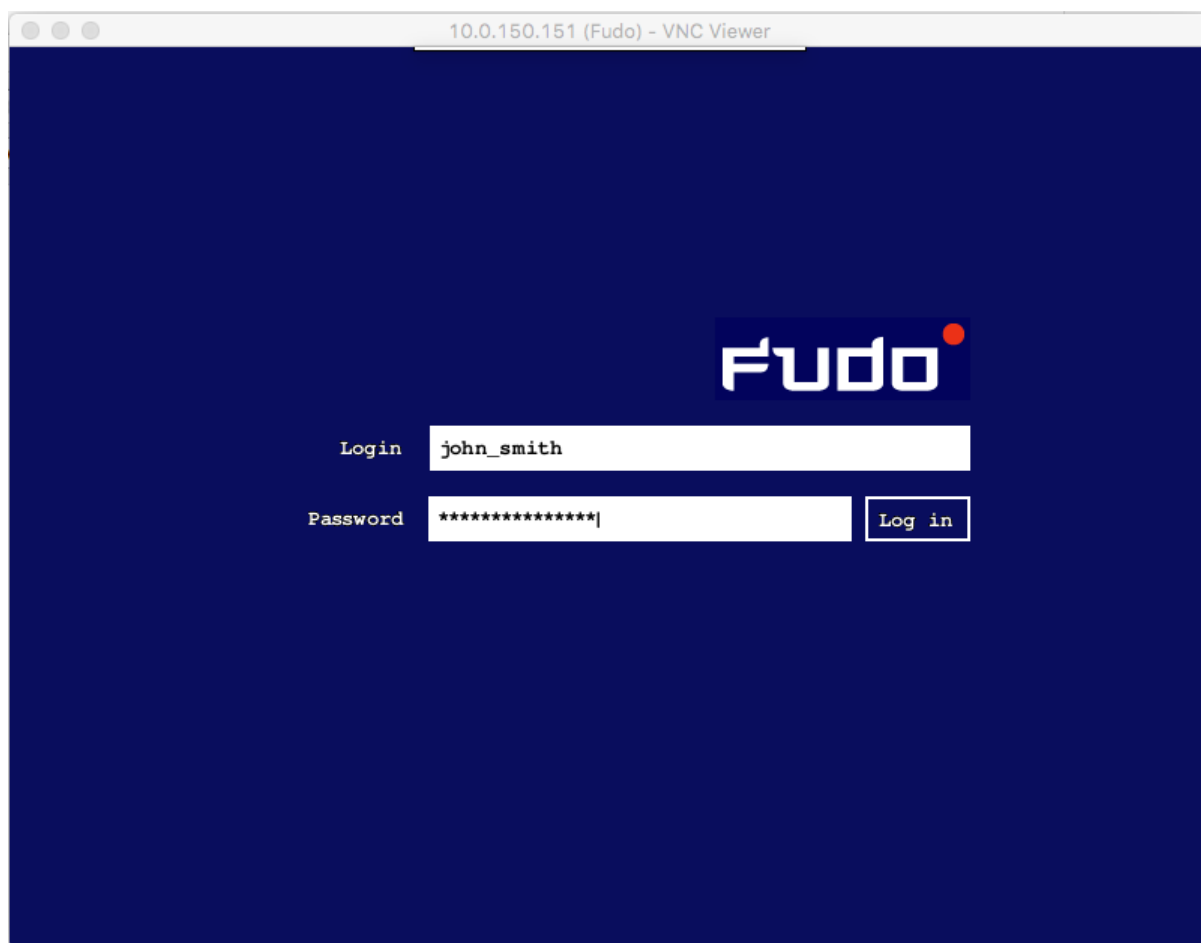 10.0.150.151 (Fudo) - VNC Viewer
Fudo
Login john_smith
Password ***************
Log in